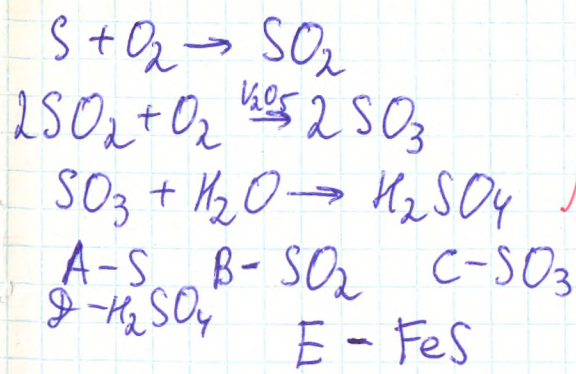 S + O₂ → SO₂
2SO₂ + O₂ V₂O₅→ 2SO₃
SO₃ + H₂O → H₂SO₄
A - S B - SO₂ C - SO₃
D - H₂SO₄
E - FeS